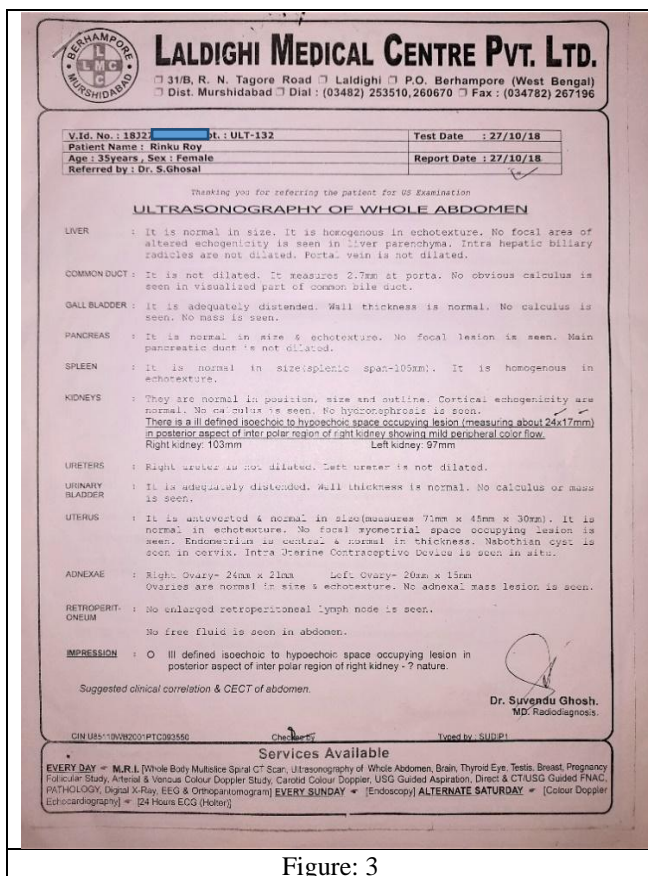 BERHAMPORE
LMC
MC
MURSHIDABAD
LALDIGHI MEDICAL CENTRE PVT. LTD.
31/B, R. N. Tagore Road Laldighi P.O. Berhampore (West Bengal)
Dist. Murshidabad Dial : (03482) 253510,260670 Fax : (034782) 267196
V.Id. No. : 18J27 pt. : ULT-132 Test Date : 27/10/18
Patient Name : Rinku Roy
Age : 35years , Sex : Female Report Date : 27/10/18
Referred by : Dr. S.Ghosal
Thanking you for referring the patient for US Examination
ULTRASONOGRAPHY OF WHOLE ABDOMEN
LIVER : It is normal in size. It is homogenous in echotexture. No focal area of
altered echogenicity is seen in liver parenchyma. Intra hepatic biliary
radicles are not dilated. Portal vein is not dilated.
COMMON DUCT : It is not dilated. It measures 2.7mm at porta. No obvious calculus is
seen in visualized part of common bile duct.
GALL BLADDER : It is adequately distended. Wall thickness is normal. No calculus is
seen. No mass is seen.
PANCREAS : It is normal in size & echotexture. No focal lesion is seen. Main
pancreatic duct is not dilated.
SPLEEN : It is normal in size(splenic span-105mm). It is homogenous in
echotexture.
KIDNEYS : They are normal in position, size and outline. Cortical echogenicity are
normal. No calculus is seen. No hydronephrosis is seen.
There is a ill defined isoechoic to hypoechoic space occupying lesion (measuring about 24x17mm)
in posterior aspect of inter polar region of right kidney showing mild peripheral color flow.
Right kidney: 103mm Left kidney: 97mm
URETERS : Right ureter is not dilated. Left ureter is not dilated.
URINARY BLADDER : It is adequately distended. Wall thickness is normal. No calculus or mass
is seen.
UTERUS : It is anteverted & normal in size(measures 71mm x 45mm x 30mm). It is
normal in echotexture. No focal myometrial space occupying lesion is
seen. Endometrium is central & normal in thickness. Nabothian cyst is
seen in cervix. Intra Uterine Contraceptive Device is seen in situ.
ADNEXAE : Right Ovary- 24mm x 21mm Left Ovary- 20mm x 15mm
Ovaries are normal in size & echotexture. No adnexal mass lesion is seen.
RETROPERIT-ONEUM : No enlarged retroperitoneal lymph node is seen.
No free fluid is seen in abdomen.
IMPRESSION : O Ill defined isoechoic to hypoechoic space occupying lesion in
posterior aspect of inter polar region of right kidney - ? nature.
Suggested clinical correlation & CECT of abdomen.
Dr. Suvendu Ghosh.
MD. Radiodiagnosis.
CIN U85110WB2001PTC093550 Checked by Typed by : SUDIP1
Services Available
EVERY DAY M.R.I. [Whole Body Multislice Spiral CT Scan, Ultrasonography of Whole Abdomen, Brain, Thyroid Eye, Testis, Breast, Pregnancy
Follicular Study, Arterial & Venous Colour Doppler Study, Carotid Colour Doppler, USG Guided Aspiration, Direct & CT/USG Guided FNAC,
PATHOLOGY, Digital X-Ray, EEG & Orthopantomogram] EVERY SUNDAY [Endoscopy] ALTERNATE SATURDAY [Colour Doppler
Echocardiography] [24 Hours ECG (Holter)]
Figure: 3